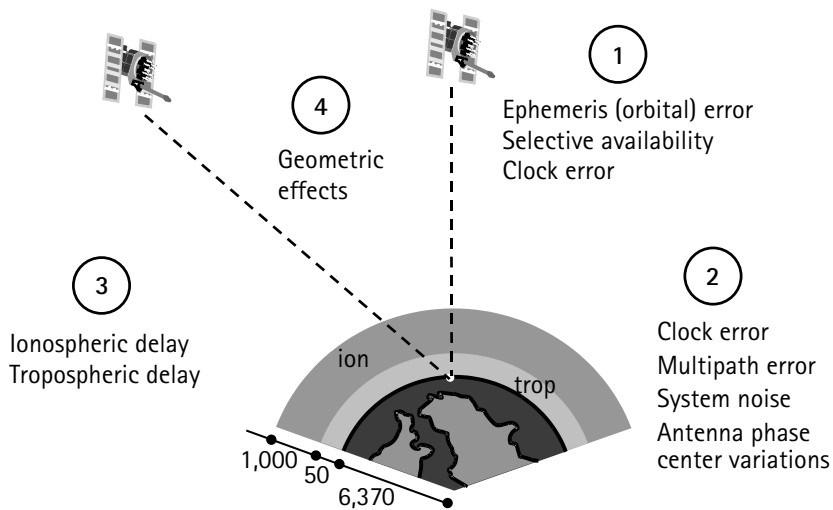 1
Ephemeris (orbital) error
Selective availability
Clock error
4
Geometric
effects
3
Ionospheric delay
Tropospheric delay
2
Clock error
Multipath error
System noise
Antenna phase
center variations
ion
trop
1,000
50
6,370